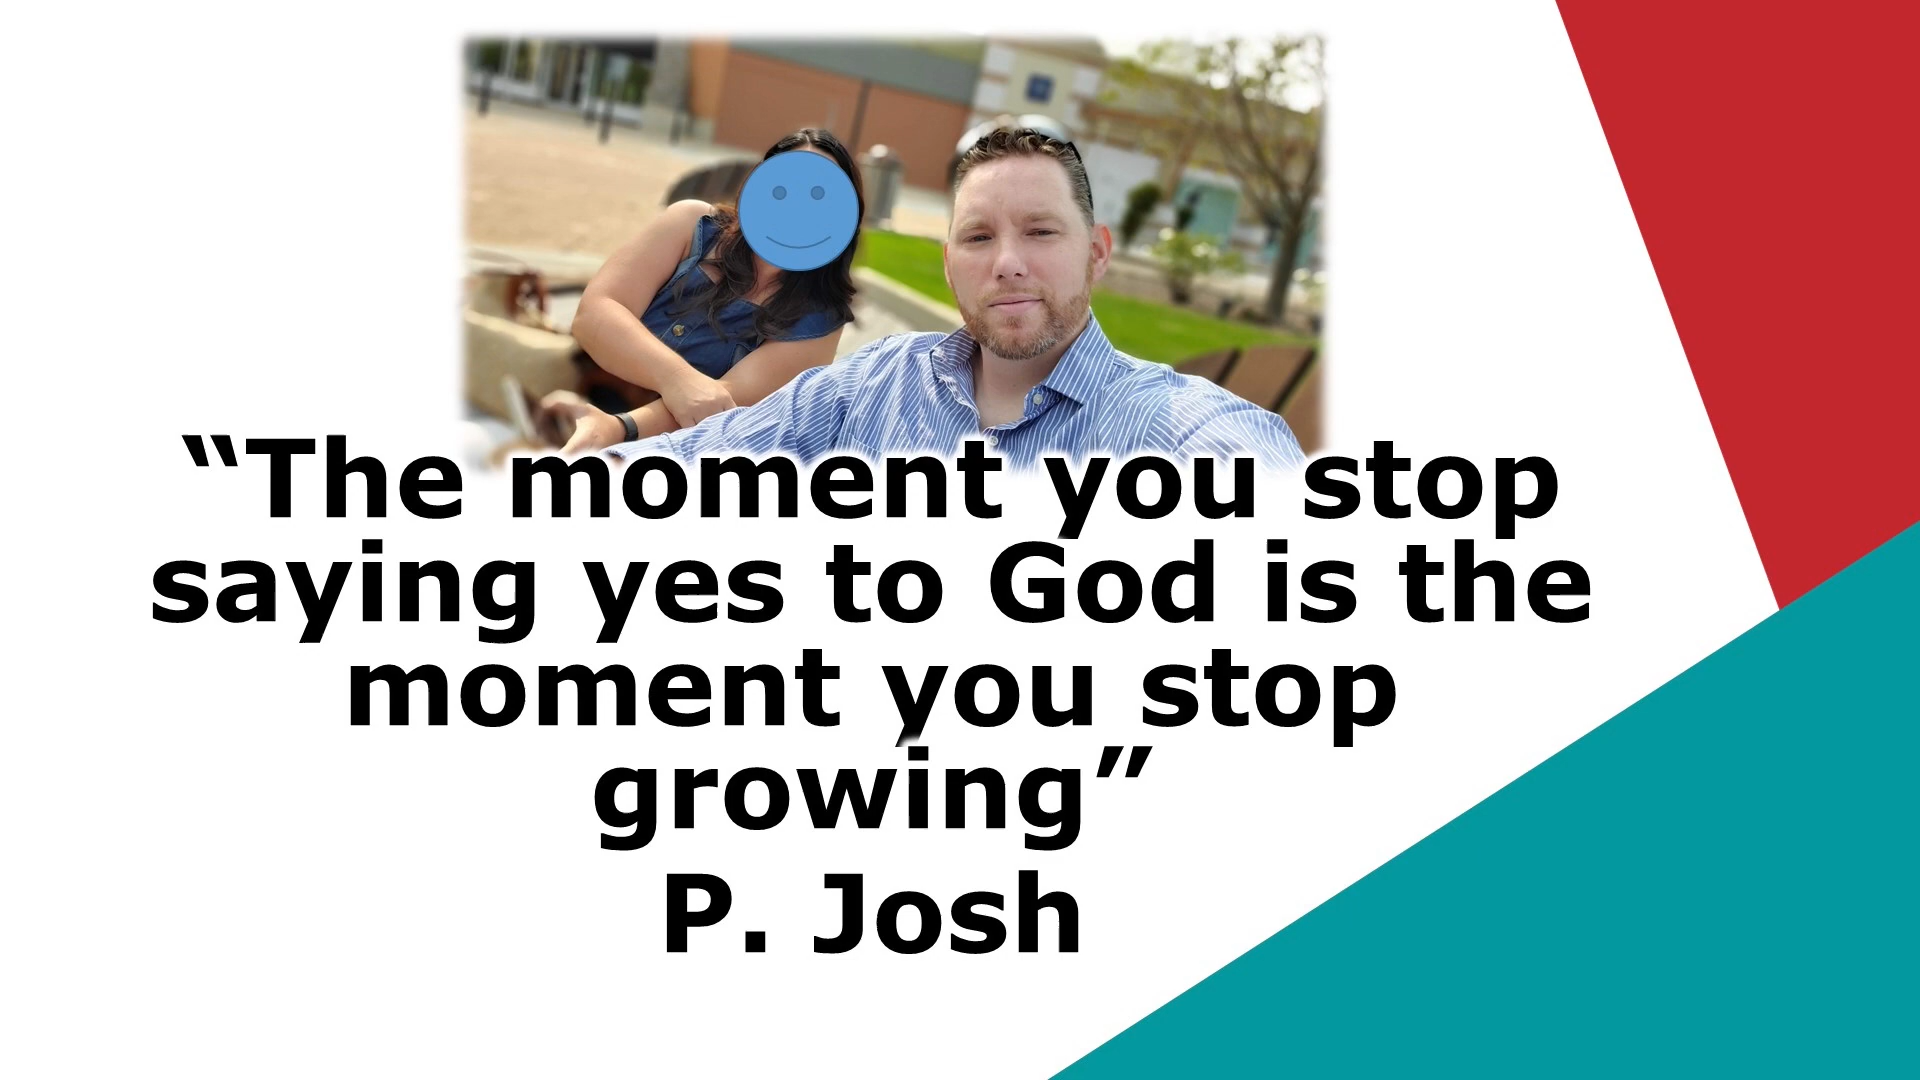 “The moment you stop
saying yes to God is the
moment you stop
growing”
P. Josh